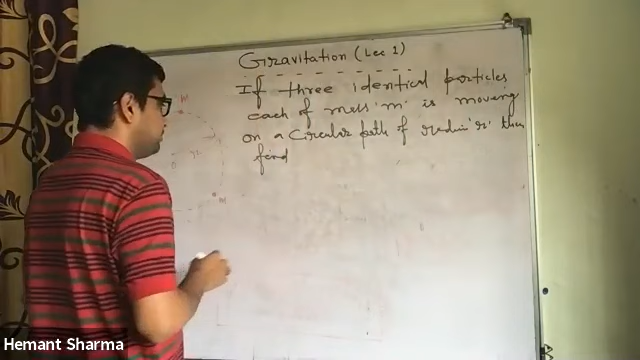 Gravitation (Lec 1)
If three identical particles
each of mass 'm' is moving
on a circular path of radius 'r' then
find
M
r
O
M
Hemant Sharma